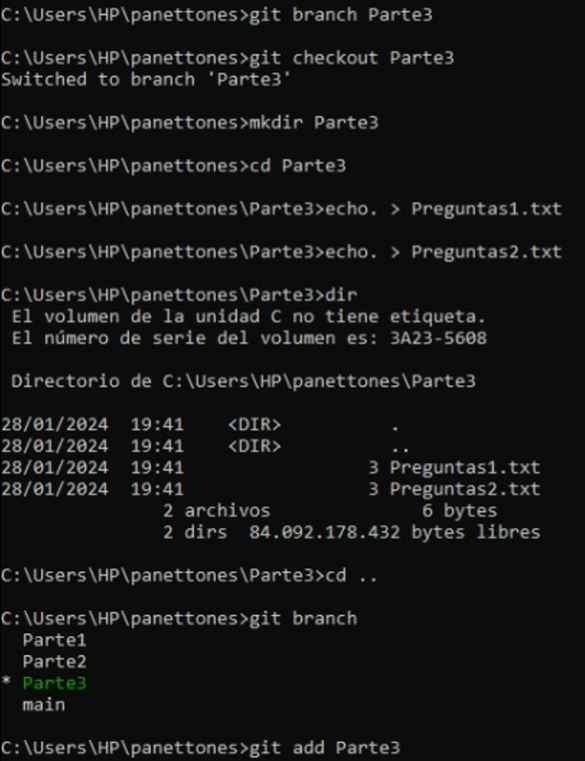 C:\Users\HP\panettones>git branch Parte3
C:\Users\HP\panettones>git checkout Parte3
Switched to branch 'Parte3'
C:\Users\HP\panettones>mkdir Parte3
C:\Users\HP\panettones>cd Parte3
C:\Users\HP\panettones\Parte3>echo. > Preguntas1.txt
C:\Users\HP\panettones\Parte3>echo. > Preguntas2.txt
C:\Users\HP\panettones\Parte3>dir
El volumen de la unidad C no tiene etiqueta.
El número de serie del volumen es: 3A23-5608
Directorio de C:\Users\HP\panettones\Parte3
28/01/2024 19:41 <DIR> .
28/01/2024 19:41 <DIR> ..
28/01/2024 19:41 3 Preguntas1.txt
28/01/2024 19:41 3 Preguntas2.txt
2 archivos 6 bytes
2 dirs 84.092.178.432 bytes libres
C:\Users\HP\panettones\Parte3>cd ..
C:\Users\HP\panettones>git branch
Parte1
Parte2
* Parte3
main
C:\Users\HP\panettones>git add Parte3